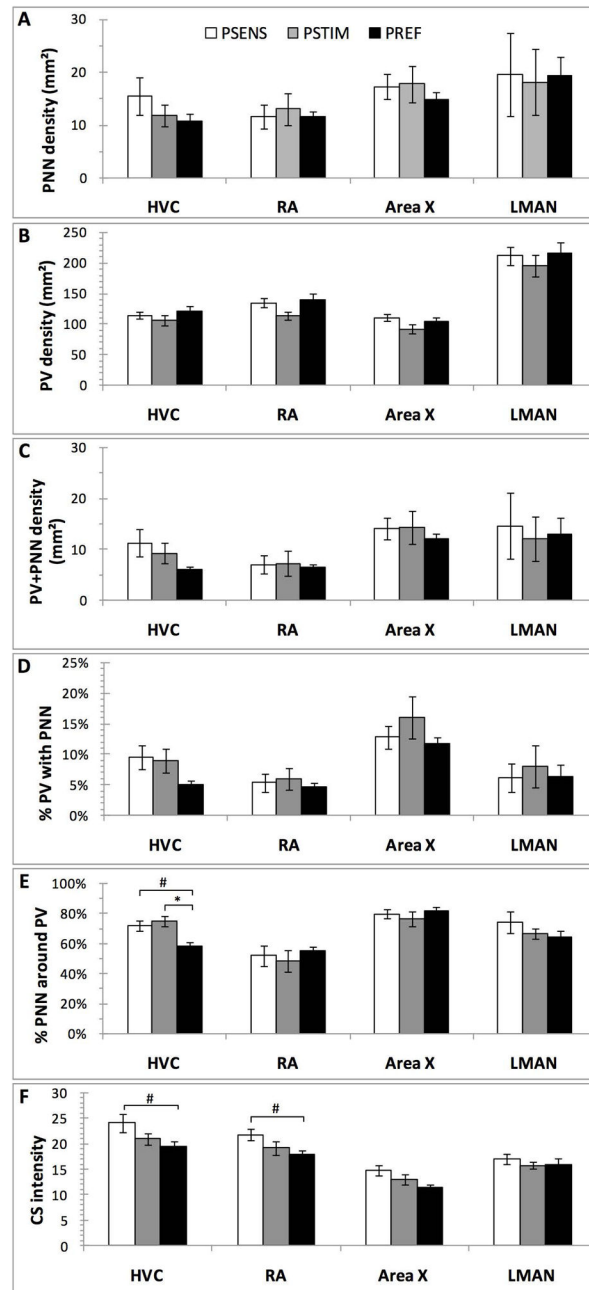 A
PNN density (mm²)
30
20
10
0
PSENS PSTIM PREF
HVC RA Area X LMAN
B
PV density (mm²)
250
200
150
100
50
0
HVC RA Area X LMAN
C
PV+PNN density
(mm²)
30
20
10
0
HVC RA Area X LMAN
D
% PV with PNN
25%
20%
15%
10%
5%
0%
HVC RA Area X LMAN
E
% PNN around PV
100%
80%
60%
40%
20%
0%
#
*
HVC RA Area X LMAN
F
CS intensity
30
25
20
15
10
5
0
# #
HVC RA Area X LMAN